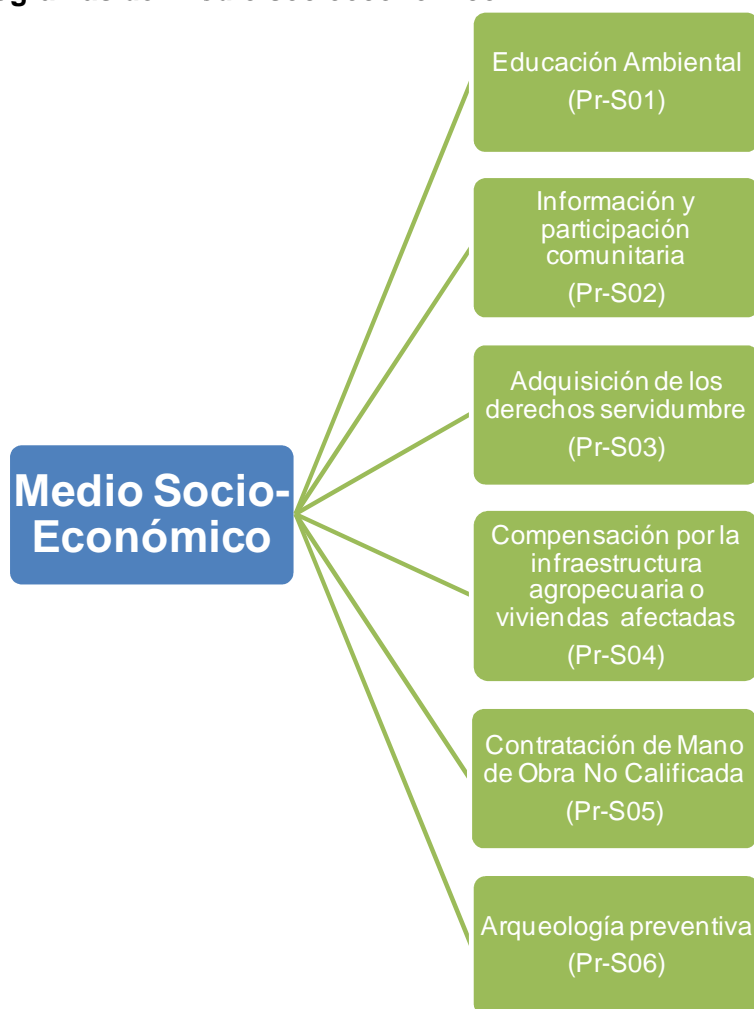 Medio Socio-
Económico
Educación Ambiental
(Pr-S01)
Información y
participación
comunitaria
(Pr-S02)
Adquisición de los
derechos servidumbre
(Pr-S03)
Compensación por la
infraestructura
agropecuaria o
viviendas afectadas
(Pr-S04)
Contratación de Mano
de Obra No Calificada
(Pr-S05)
Arqueología preventiva
(Pr-S06)